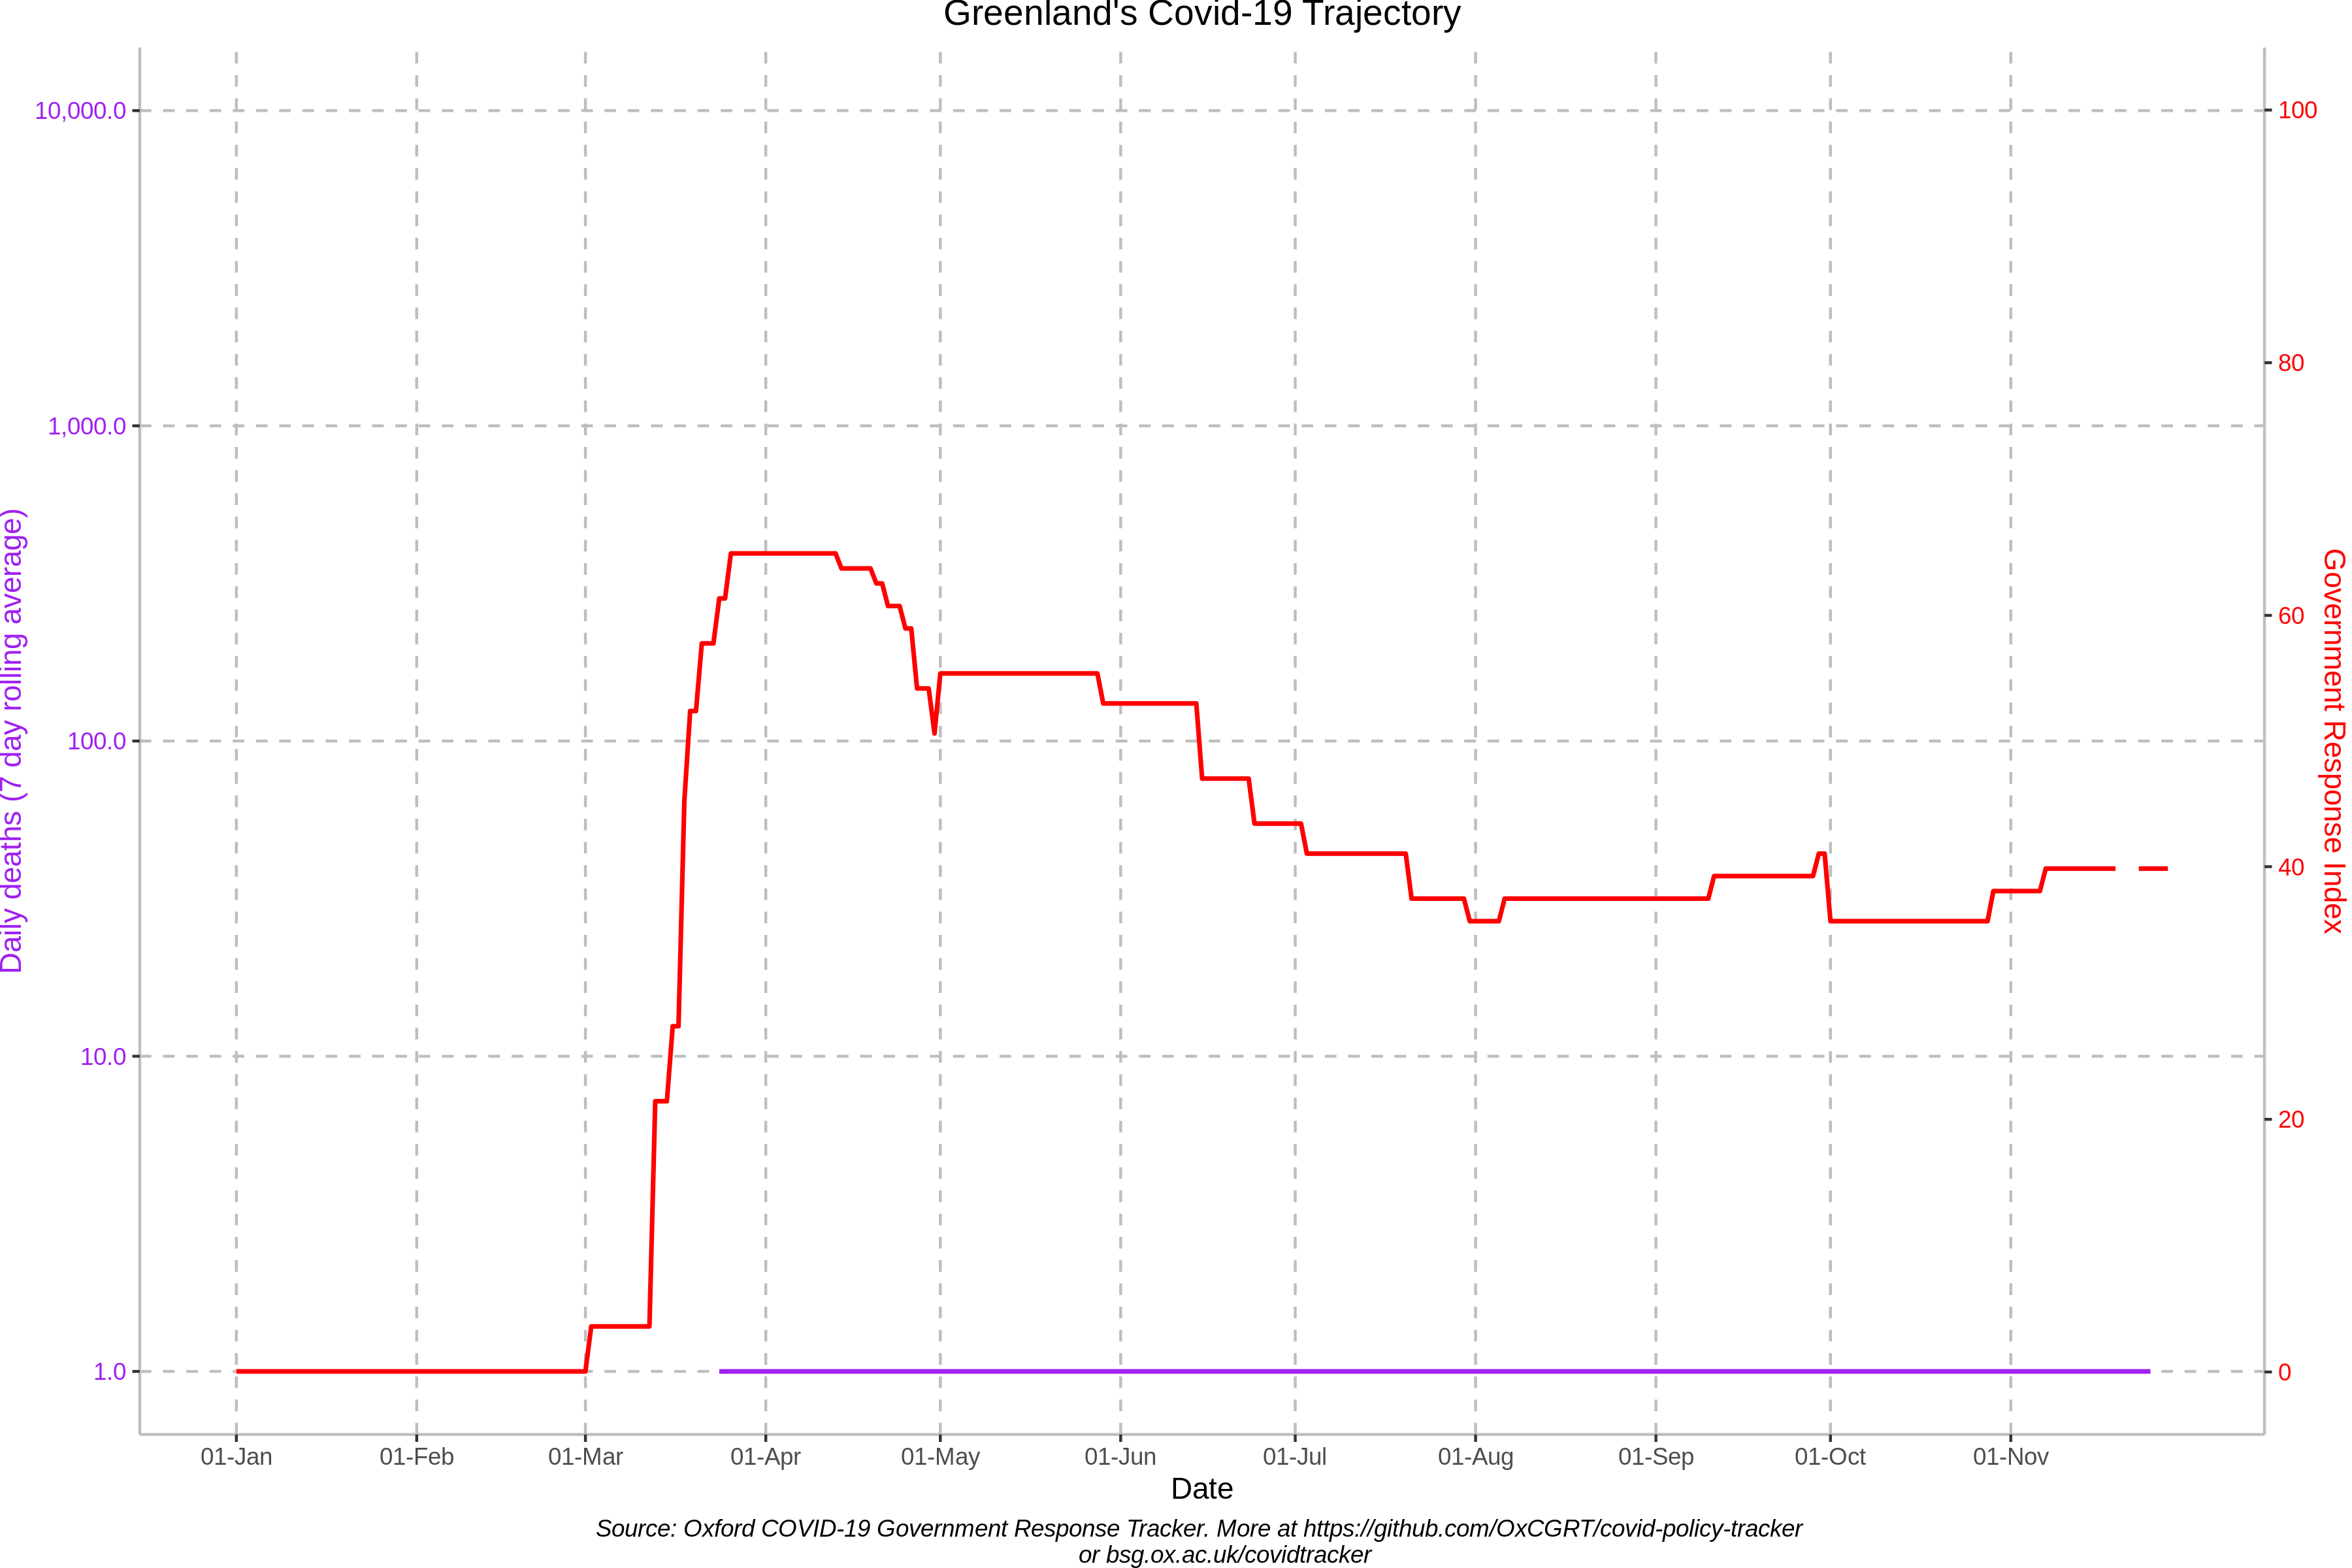 Greenland's Covid-19 Trajectory
10,000.0
1,000.0
100.0
10.0
1.0
Daily deaths (7 day rolling average)
100
80
60
40
20
0
Government Response Index
01-Jan 01-Feb 01-Mar 01-Apr 01-May 01-Jun 01-Jul 01-Aug 01-Sep 01-Oct 01-Nov
Date
Source: Oxford COVID-19 Government Response Tracker. More at https://github.com/OxCGRT/covid-policy-tracker
or bsg.ox.ac.uk/covidtracker